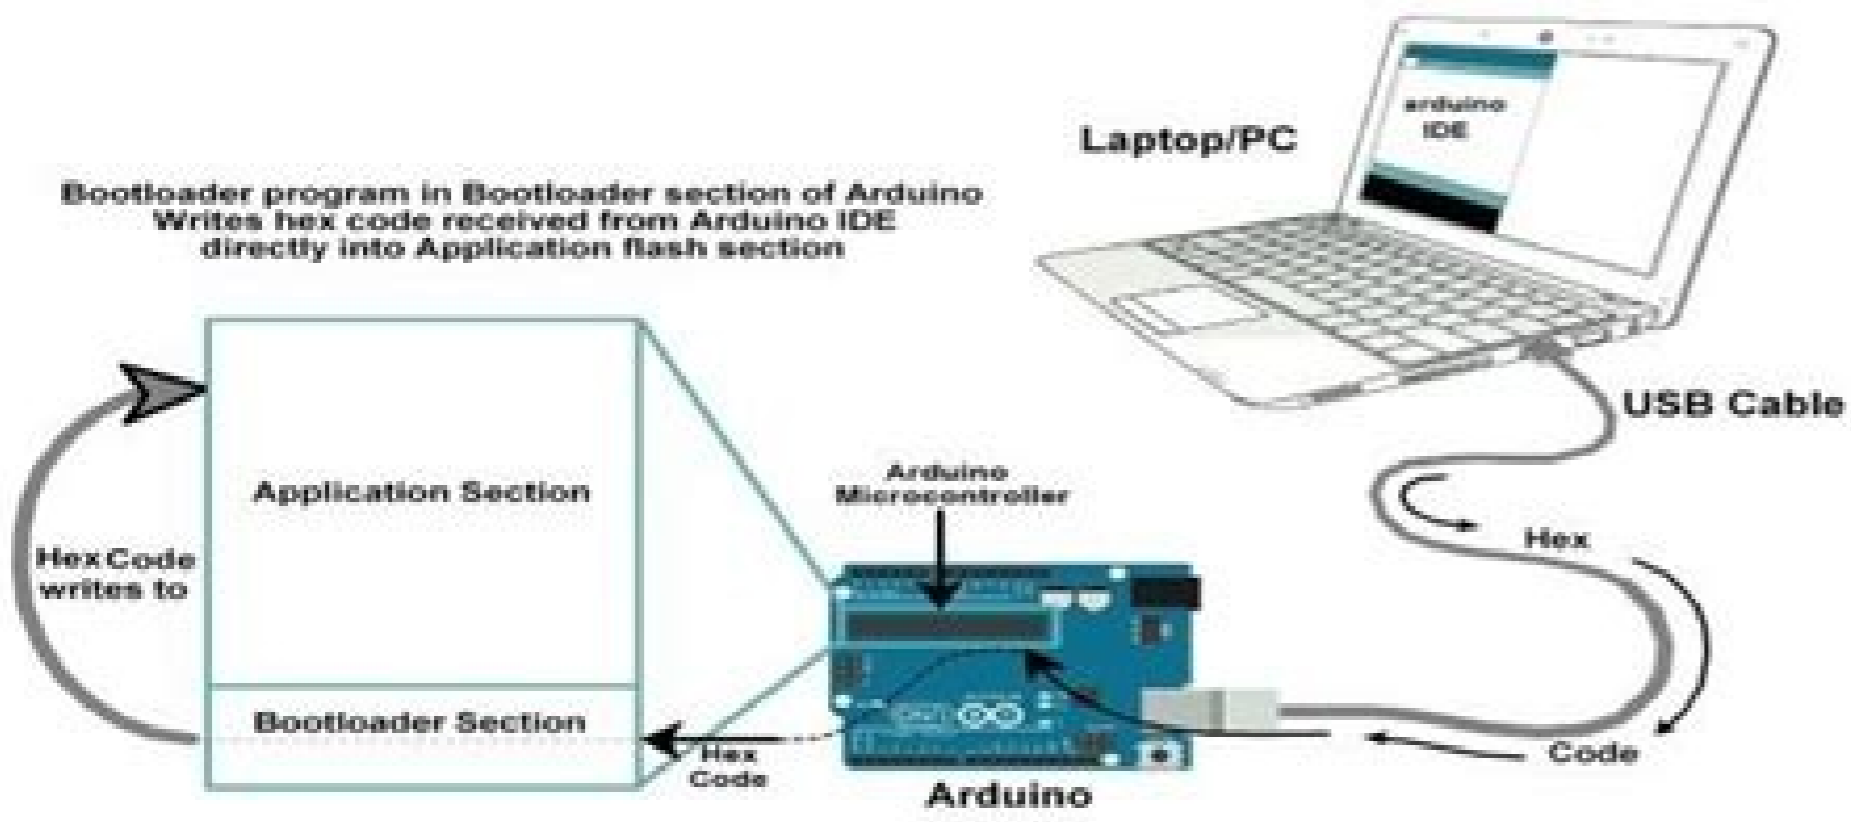 Bootloader program in Bootloader section of Arduino
Writes hex code received from Arduino IDE
directly into Application flash section
arduino
IDE
Laptop/PC
USB Cable
Application Section
Arduino
Microcontroller
Hex Code
writes to
Hex
Bootloader Section
Hex
Code
Code
Arduino